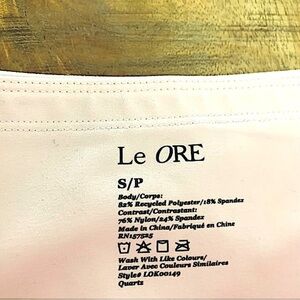 Le ORE
S/P
Body/Corps:
82% Recycled Polyester/18% Spandex
Contrast/Contrastant:
76% Nylon/24% Spandex
Made in China/Fabriqué en Chine
RN157525
Wash With Like Colours/
Laver Avec Couleurs Similaires
Style# LOK00149
Quartz